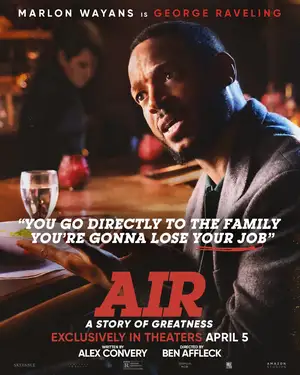 MARLON WAYANS IS GEORGE RAVELING
"YOU GO DIRECTLY TO THE FAMILY
YOU'RE GONNA LOSE YOUR JOB"
AIR
A STORY OF GREATNESS
EXCLUSIVELY IN THEATERS APRIL 5
WRITTEN BY
ALEX CONVERY
DIRECTED BY
BEN AFFLECK